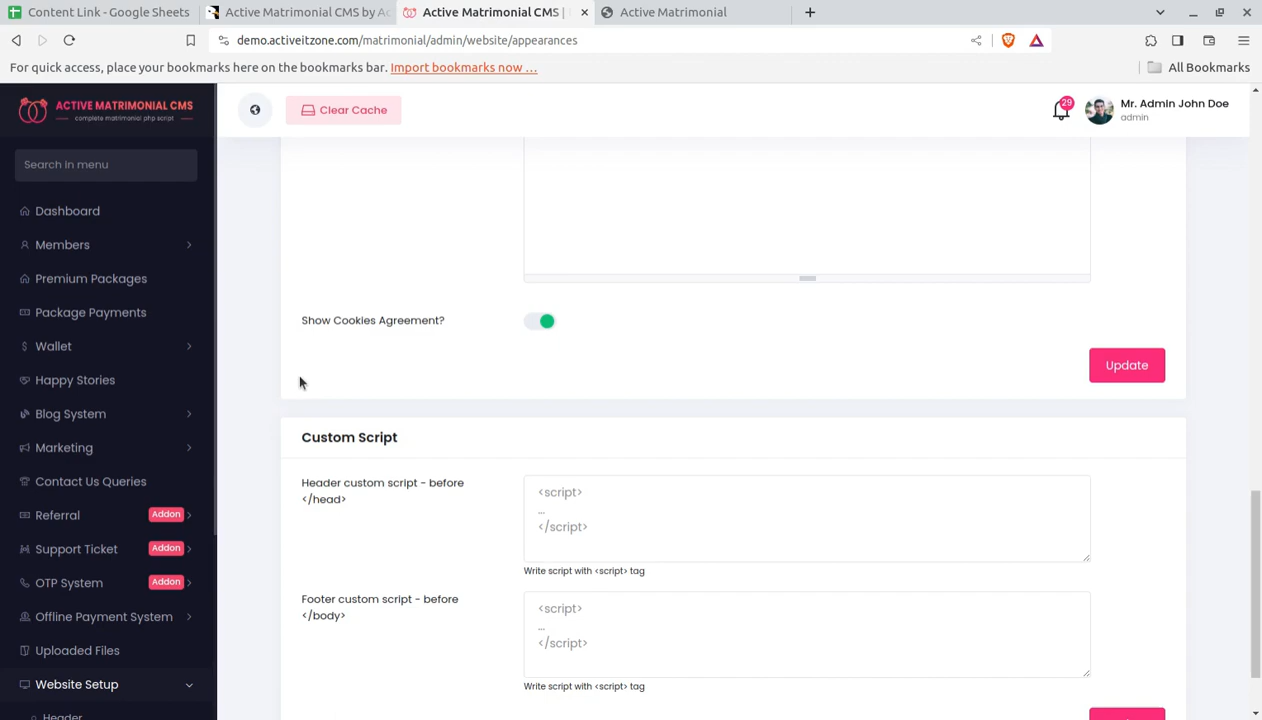 Content Link - Google Sheets
Active Matrimonial CMS by Ac
Active Matrimonial CMS |
Active Matrimonial
demo.activeitzone.com/matrimonial/admin/website/appearances
For quick access, place your bookmarks here on the bookmarks bar. Import bookmarks now ...
All Bookmarks
ACTIVE MATRIMONIAL CMS
complete matrimonial php script
Clear Cache
29
Mr. Admin John Doe
admin
Search in menu
Dashboard
Members
Premium Packages
Package Payments
Wallet
Happy Stories
Blog System
Marketing
Contact Us Queries
Referral Addon
Support Ticket Addon
OTP System Addon
Offline Payment System
Uploaded Files
Website Setup
Header
Show Cookies Agreement?
Update
Custom Script
Header custom script - before
</head>
<script>
...
</script>
Write script with <script> tag
Footer custom script - before
</body>
<script>
...
</script>
Write script with <script> tag